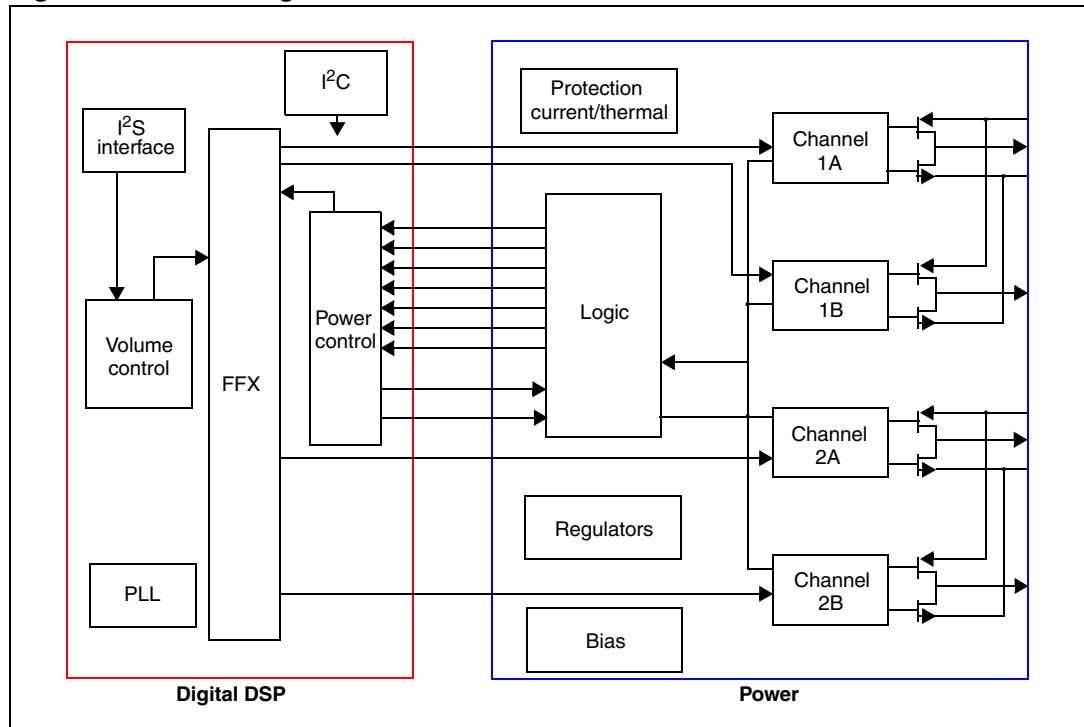 I²C
I²S
interface
Protection
current/thermal
Channel
1A
Channel
1B
Volume
control
FFX
Power
control
Logic
Channel
2A
Regulators
PLL
Channel
2B
Bias
Digital DSP
Power